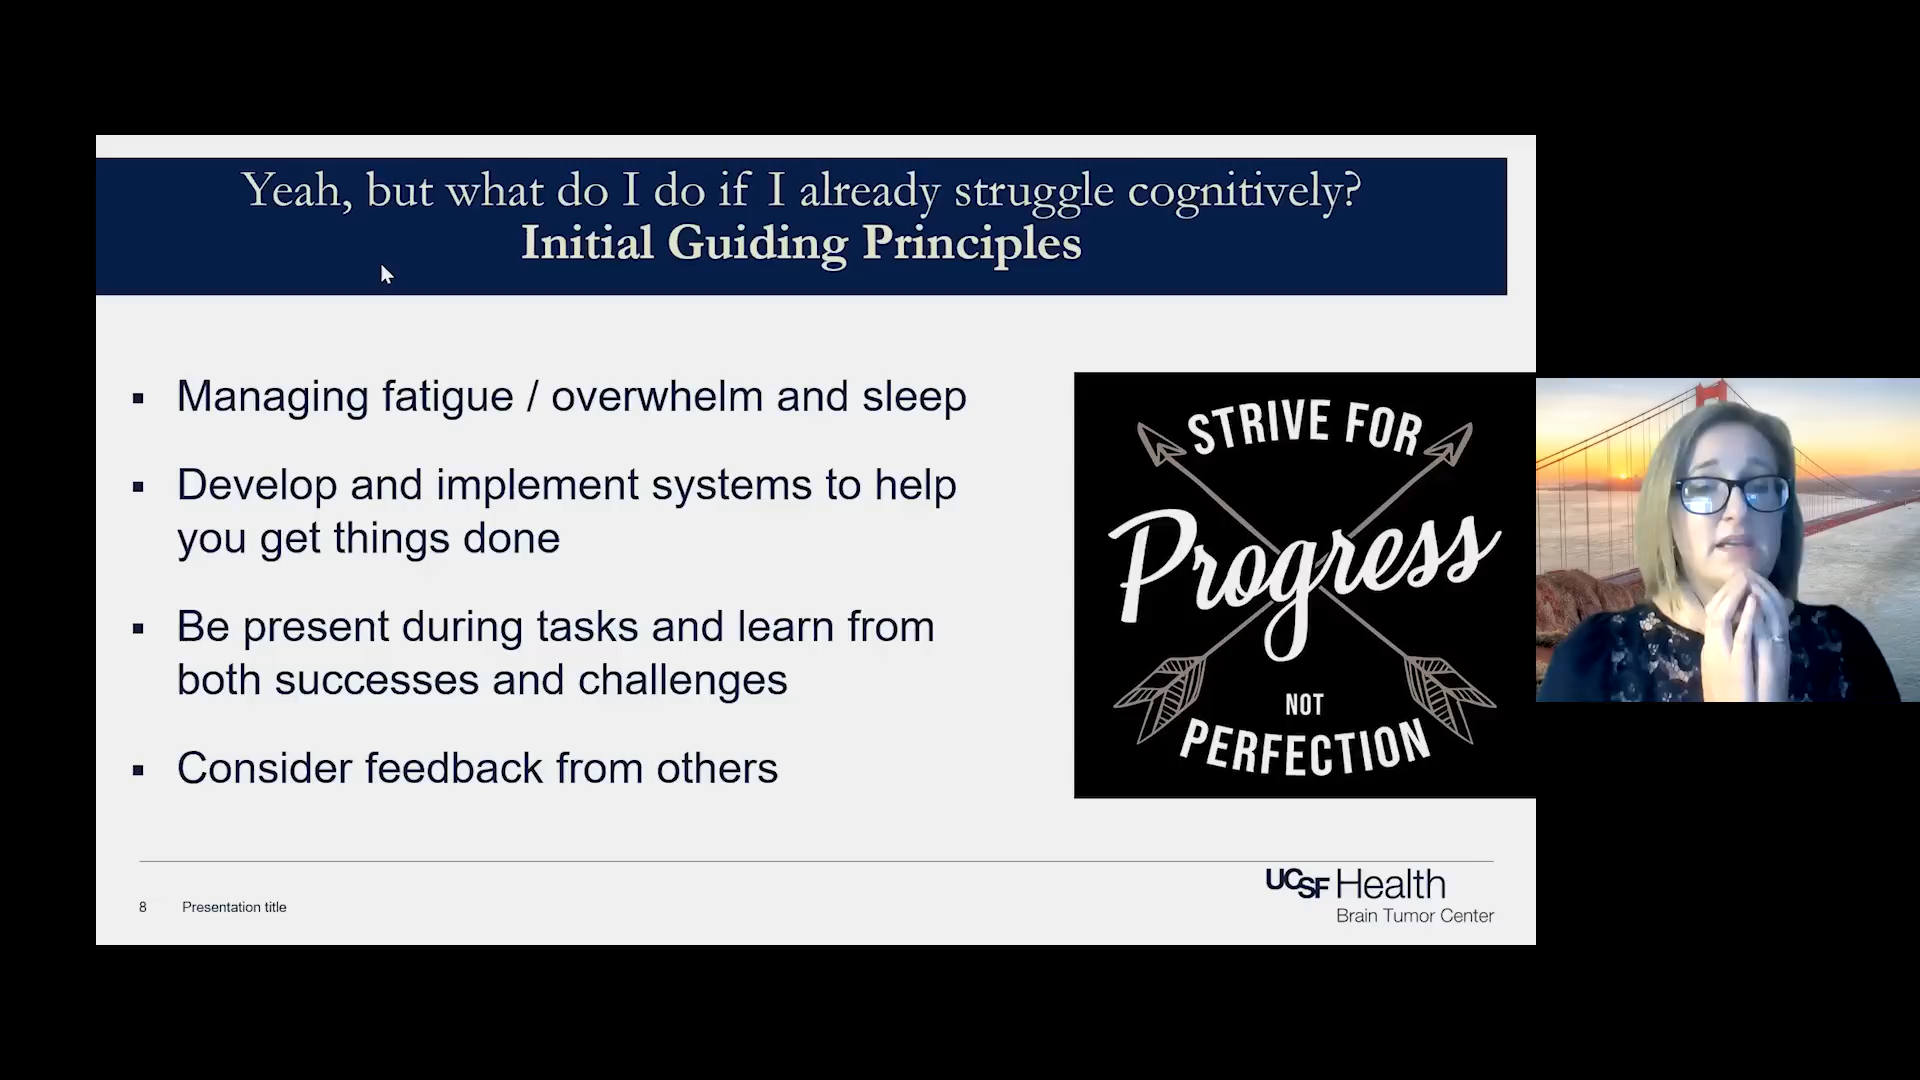 Yeah, but what do I do if I already struggle cognitively?
Initial Guiding Principles
▪ Managing fatigue / overwhelm and sleep
▪ Develop and implement systems to help
you get things done
▪ Be present during tasks and learn from
both successes and challenges
▪ Consider feedback from others
STRIVE FOR
Progress
NOT
PERFECTION
8 Presentation title
UCSF Health
Brain Tumor Center